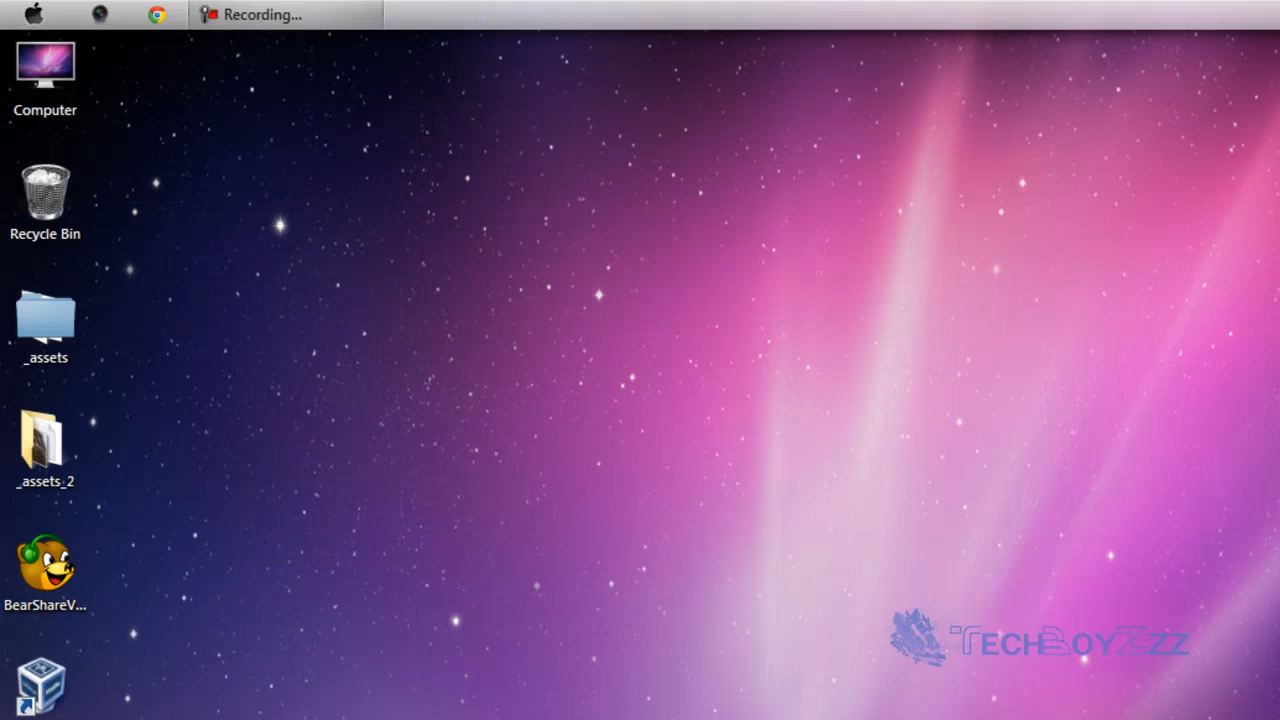 Recording...
Computer
Recycle Bin
_assets
_assets_2
BearShareV...
TechBoyZzz